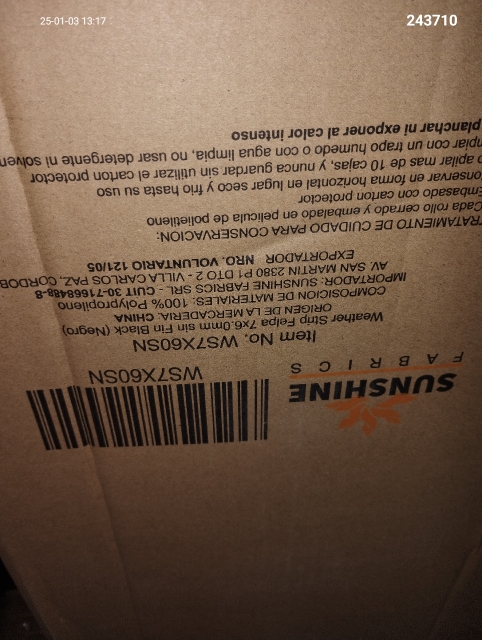 25-01-03 13:17
243710
SUNSHINE
FABRICS
WS7X60SN
Item No. WS7X60SN
Weather Strip Felpa 7x6.0mm sin Fin Black (Negro)
ORIGEN DE LA MERCADERIA: CHINA
COMPOSICION DE MATERIALES: 100% Polypropileno
IMPORTADOR: SUNSHINE FABRICS SRL - CUIT 30-71668488-8
AV. SAN MARTIN 2380 P1 DTO 2 - VILLA CARLOS PAZ, CORDOB
EXPORTADOR NRO. VOLUNTARIO 121/05
TRATAMIENTO DE CUIDADO PARA CONSERVACION:
Cada rollo cerrado y embalado en pelicula de polietileno
Embasado con carton protector
Conservar en forma horizontal en lugar seco y frio y hasta su uso
o apilar mas de 10 cajas, y nunca guardar sin utilizar el carton protector
mpiar con un trapo humedo o con agua limpia, no usar detergente ni solven
planchar ni exponer al calor intenso